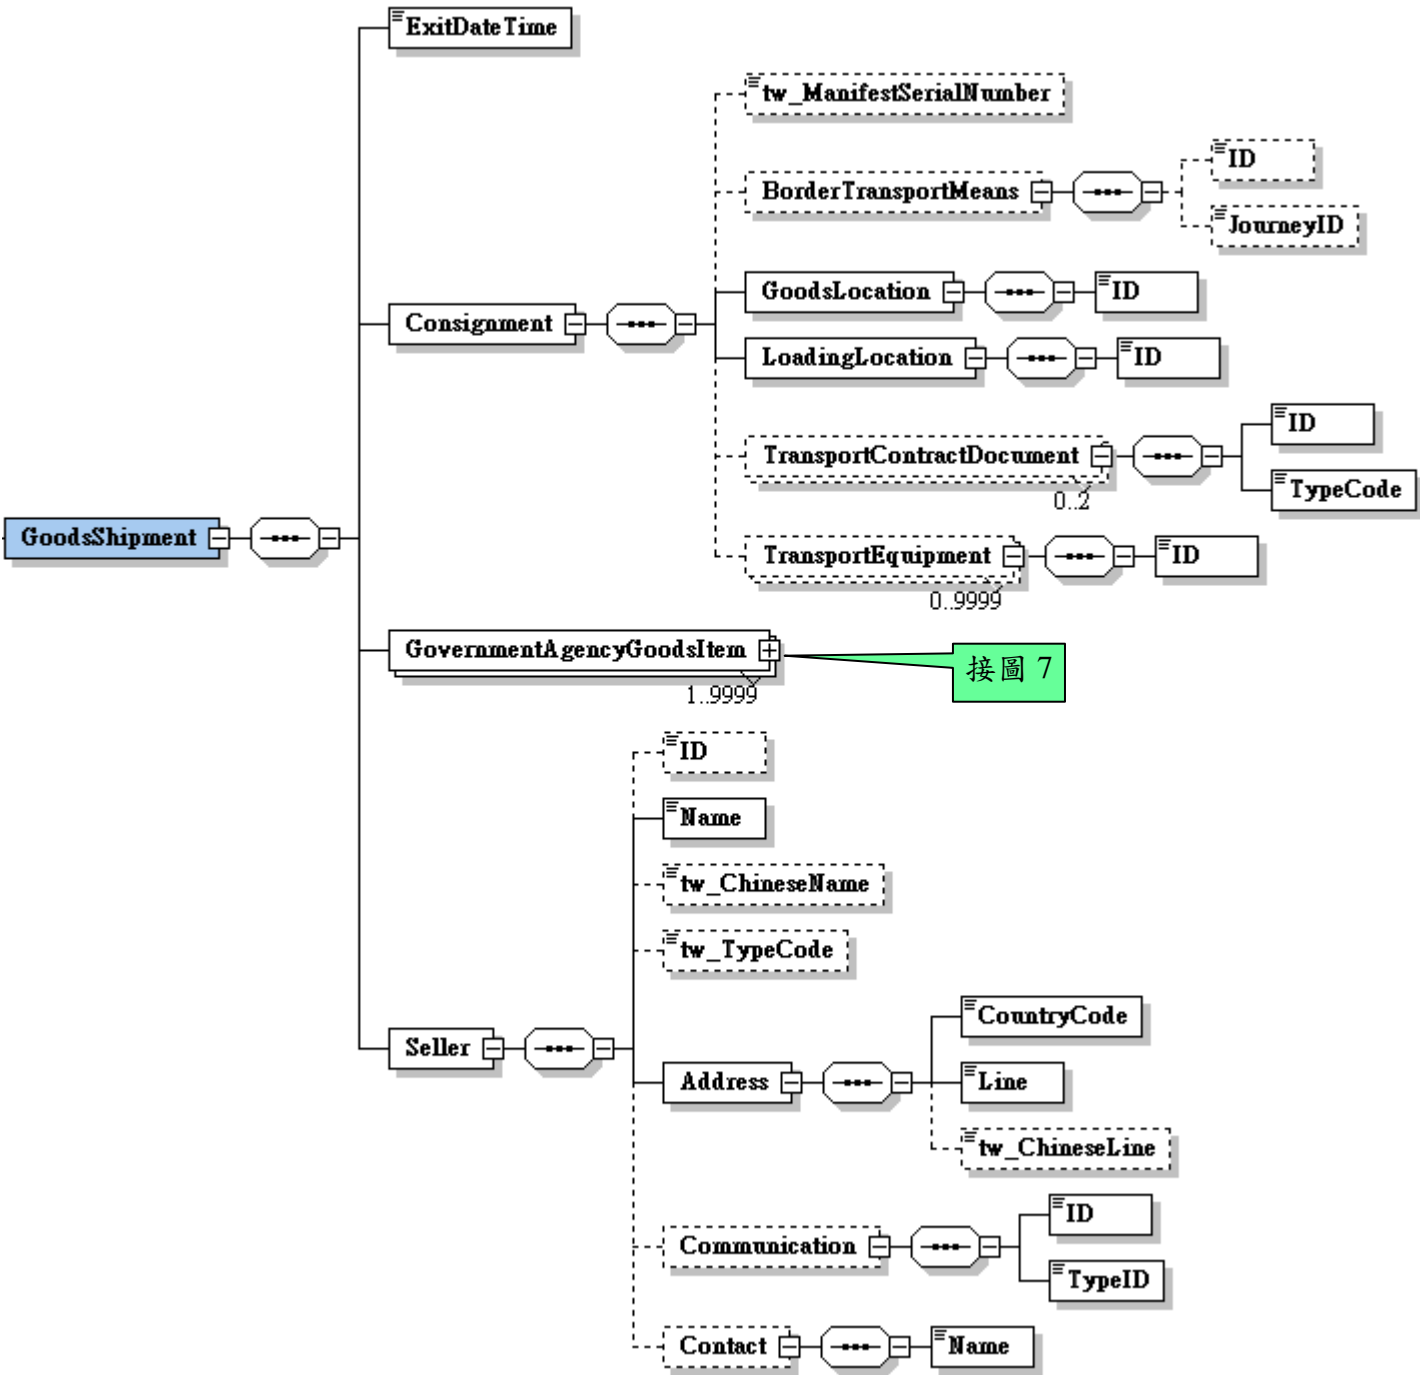 ExitDateTime
tw_ManifestSerialNumber
ID
BorderTransportMeans
JourneyID
GoodsLocation
ID
Consignment
LoadingLocation
ID
ID
TransportContractDocument
TypeCode
0..2
GoodsShipment
TransportEquipment
ID
0..9999
GovernmentAgencyGoodsItem
接圖 7
1..9999
ID
Name
tw_ChineseName
tw_TypeCode
CountryCode
Seller
Address
Line
tw_ChineseLine
ID
Communication
TypeID
Contact
Name